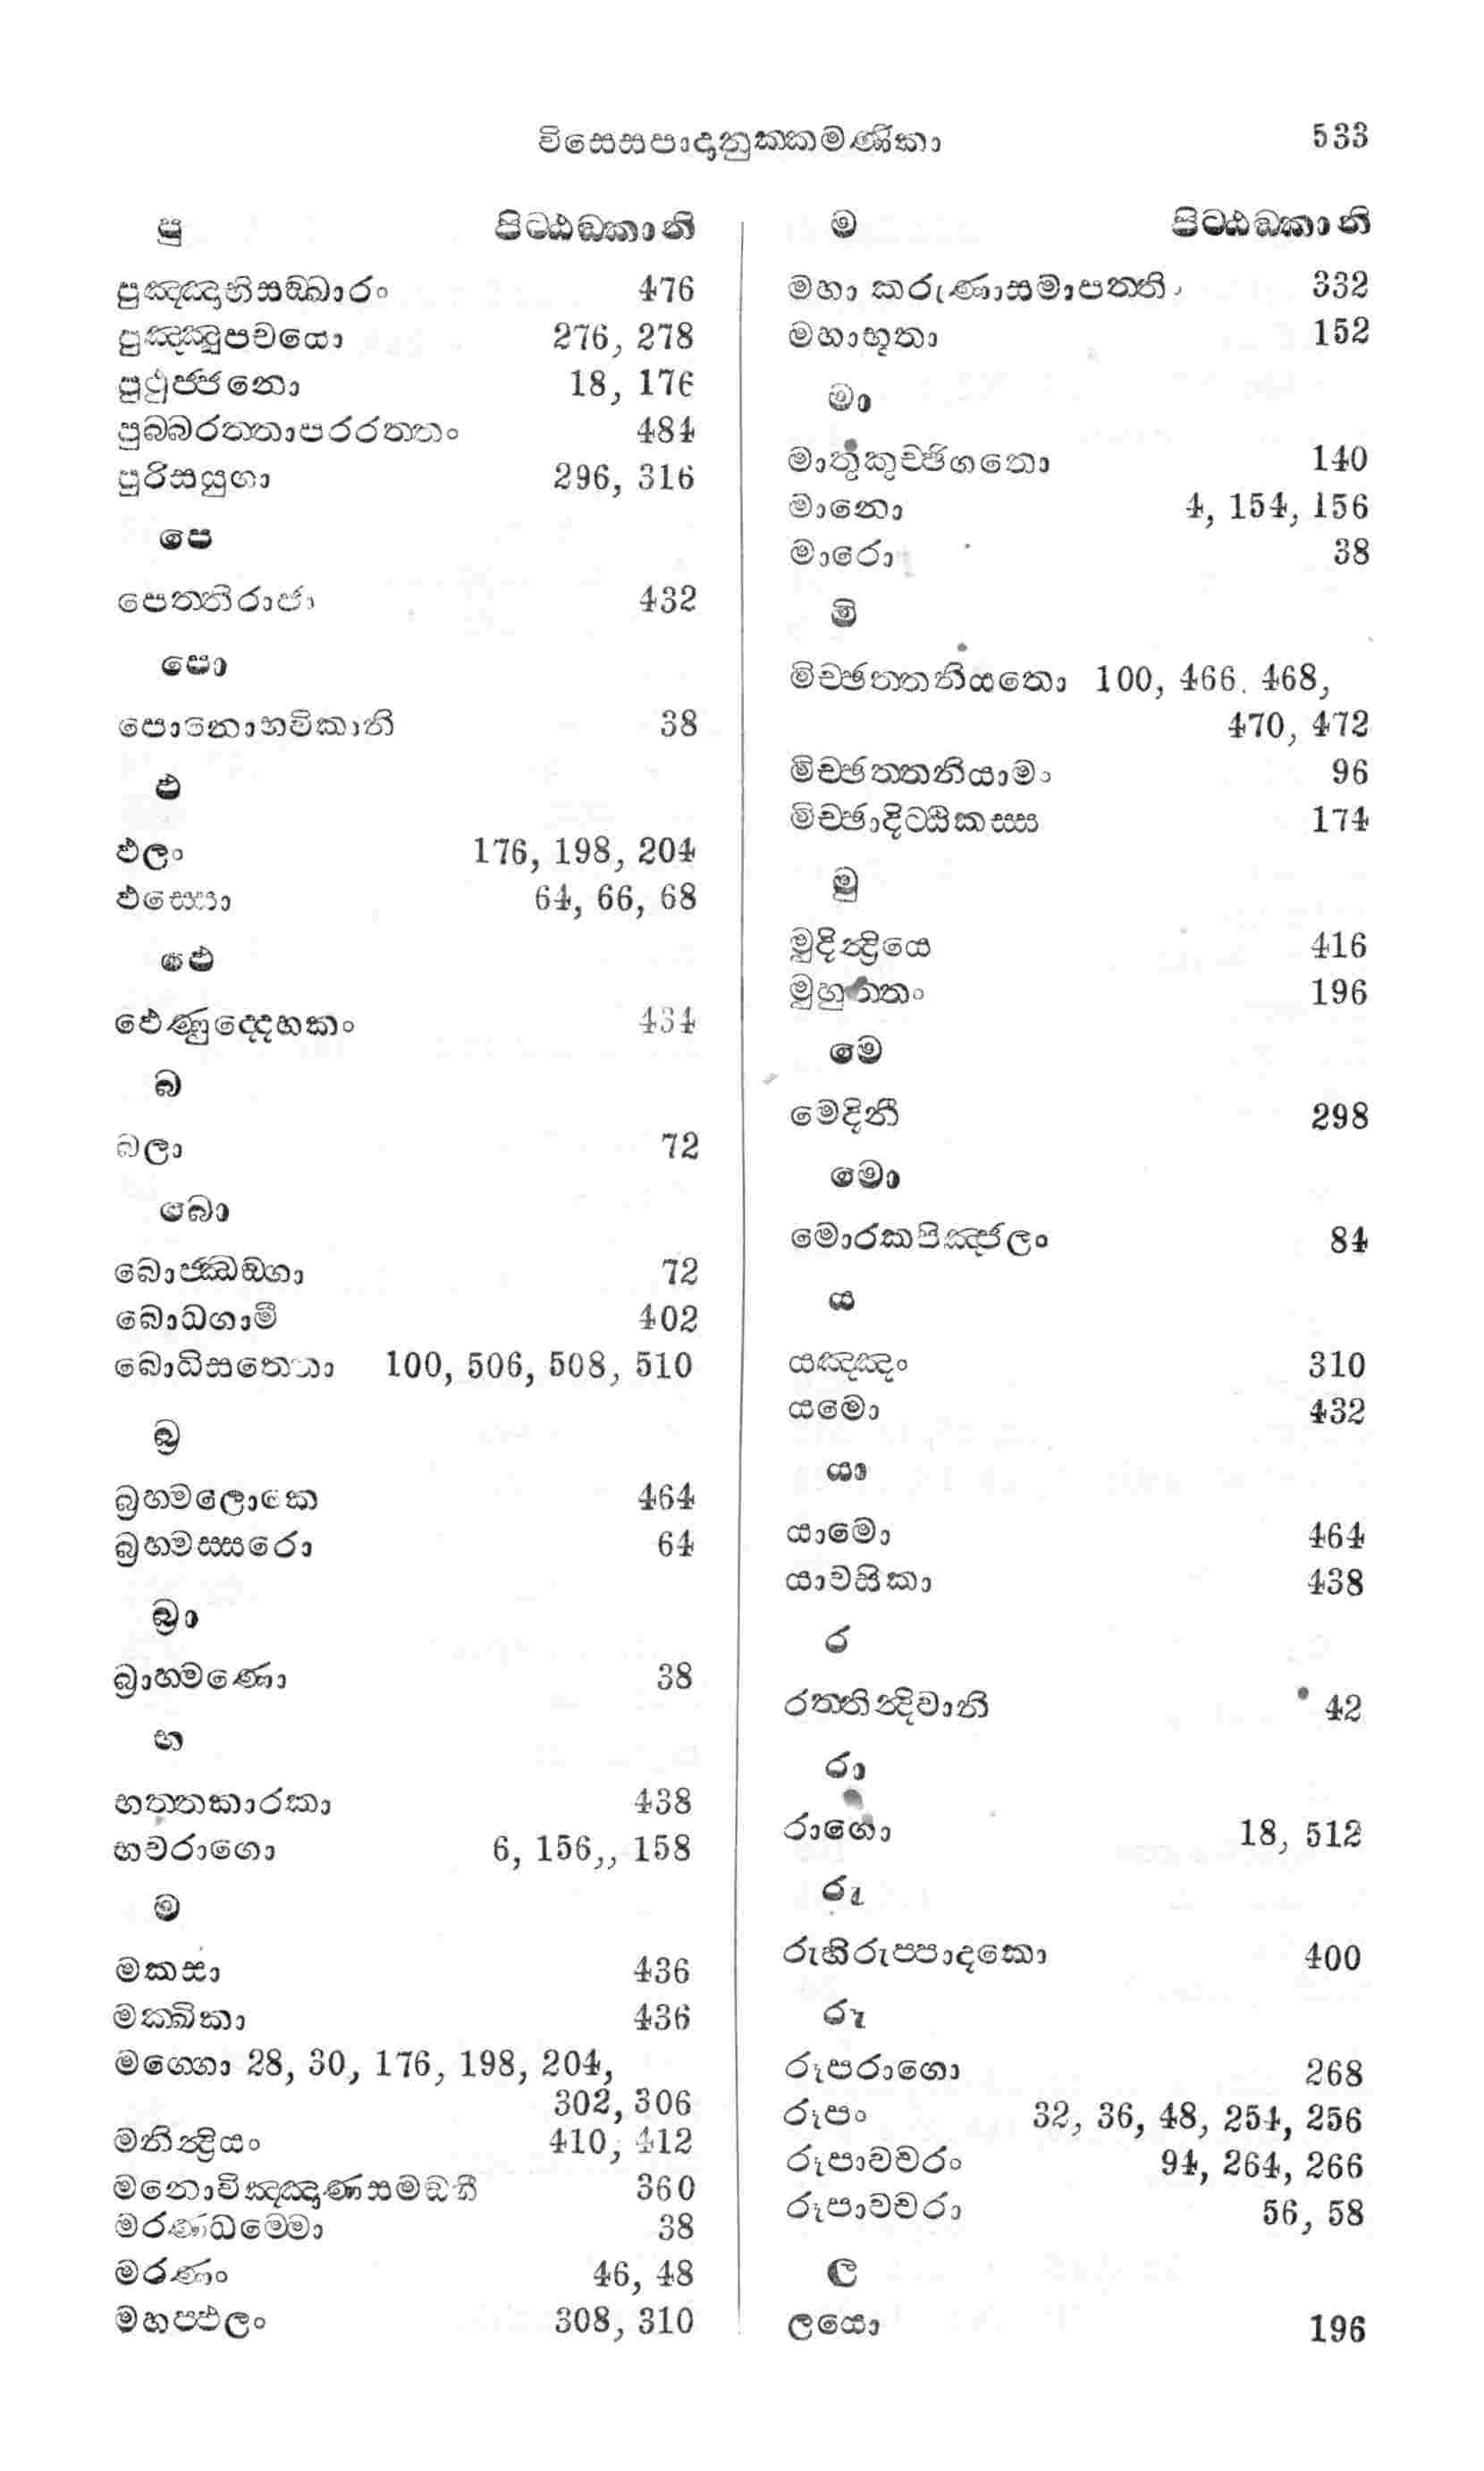 විසෙසපාදානුක්කමණිකා 533
පු පිට්ඨඞ්කානි
පුඤ්ඤාභිසඞ්ඛාරං 476
පුඤ්ඤුපචයො 276, 278
පුථුජ්ජනො 18, 176
පුබ්බරත්තාපරරත්තං 484
පුරිසයුගා 296, 316
පෙ
පෙත්තිරාජා 432
පො
පොනොභවිකානි 38
ඵ
ඵලං 176, 198, 204
ඵස්සො 64, 66, 68
ඵෙ
ඵෙණුද්දෙහකං 434
බ
බලා 72
බො
බොජ්ඣඞ්ගා 72
බොධගාමී 402
බොධිසත්තො 100, 506, 508, 510
බ්‍ර
බ්‍රහ්මලොකෙ 464
බ්‍රහ්මස්සරො 64
බ්‍රා
බ්‍රාහ්මණො 38
භ
භත්තකාරකා 438
භවරාගො 6, 156,, 158
ම
මකසා 436
මක්ඛිකා 436
මග්ගො 28, 30, 176, 198, 204,
302, 306
මනින්ද්‍රියං 410, 412
මනොවිඤ්ඤාණසමඞ්ගී 360
මරණධම්මො 38
මරණං 46, 48
මහප්ඵලං 308, 310
ම පිට්ඨඞ්කානි
මහා කරුණාසමාපත්ති 332
මහාභූතා 152
මා
මාතුකුච්ඡිගතො 140
මානො 4, 154, 156
මාරො 38
මි
මිච්ඡත්තනියතො 100, 466. 468,
470, 472
මිච්ඡත්තනියාමා 96
මිච්ඡාදිට්ඨිකස්ස 174
මු
මුදින්ද්‍රියෙ 416
මුහුත්තං 196
මෙ
මෙදිනී 298
මො
මොරකපිඤ්ජලං 84
ය
යඤ්ඤං 310
යමො 432
යා
යාමො 464
යාවසිකා 438
ර
රත්තින්දිවානි 42
රා
රාගො 18, 512
රු
රුහිරුප්පාදකො 400
රූ
රූපරාගො 268
රූපං 32, 36, 48, 254, 256
රූපාවචරං 94, 264, 266
රූපාවචරා 56, 58
ල
ලයො 196